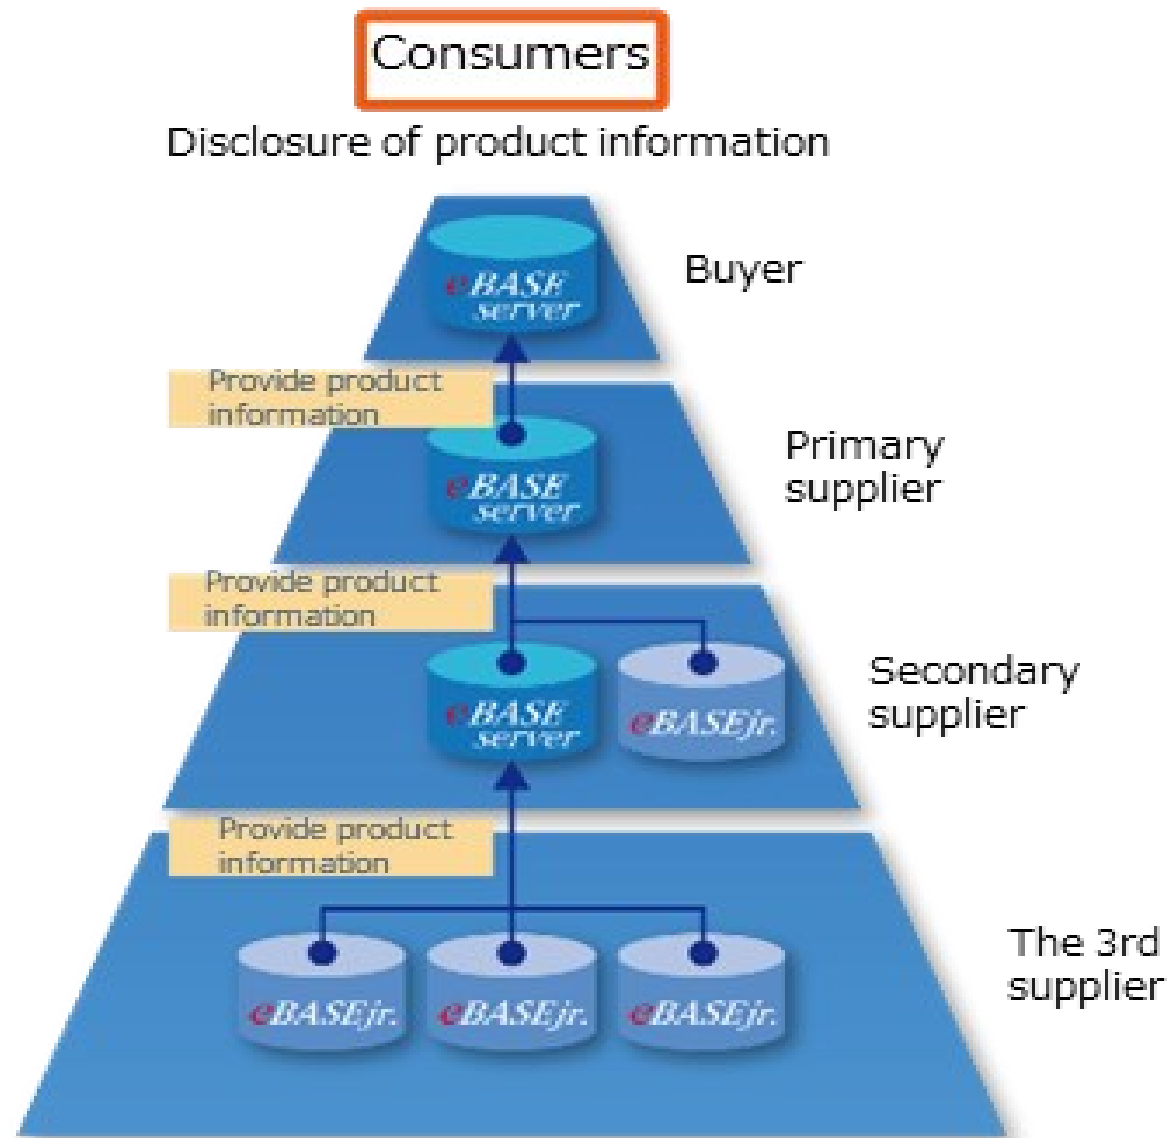 Consumers
Disclosure of product information
eBASE
server
Buyer
Provide product
information
eBASE
server
Primary
supplier
Provide product
information
eBASE
server
eBASEjr.
Secondary
supplier
Provide product
information
eBASEjr.
eBASEjr.
eBASEjr.
The 3rd
supplier